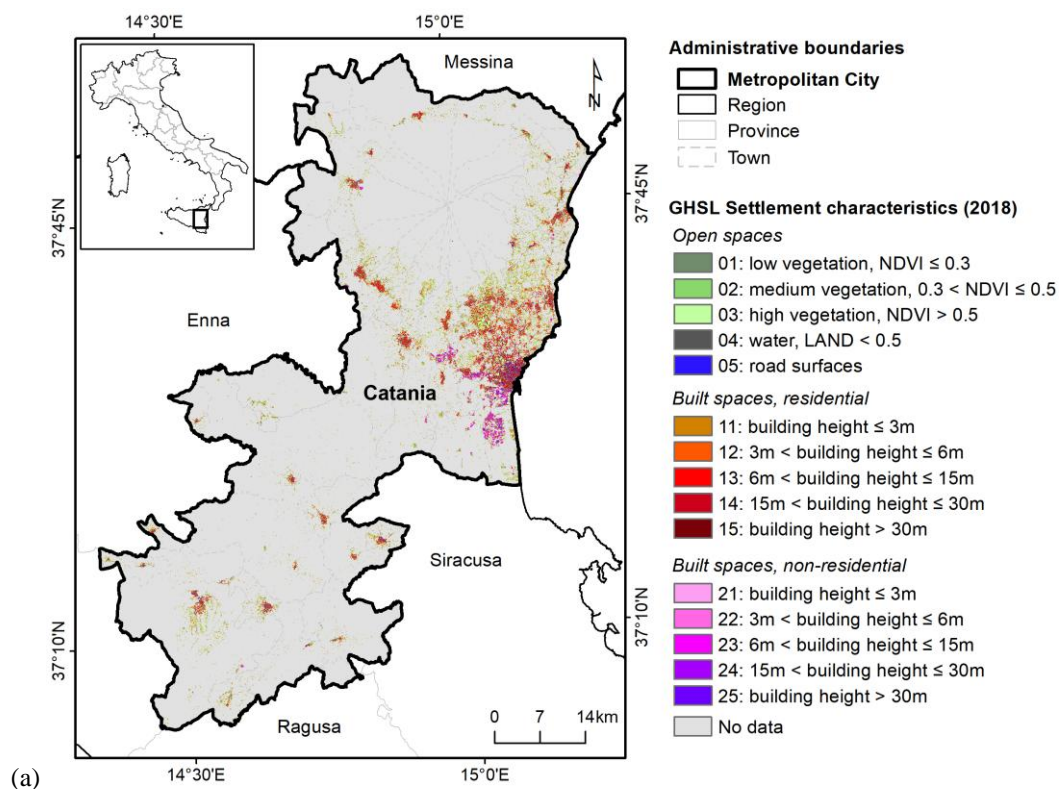 14°30'E
15°0'E
Messina
N
37°45'N
37°45'N
Enna
Catania
Siracusa
37°10'N
37°10'N
Ragusa
0 7 14km
14°30'E
15°0'E
(a)
Administrative boundaries
Metropolitan City
Region
Province
Town
GHSL Settlement characteristics (2018)
Open spaces
01: low vegetation, NDVI ≤ 0.3
02: medium vegetation, 0.3 < NDVI ≤ 0.5
03: high vegetation, NDVI > 0.5
04: water, LAND < 0.5
05: road surfaces
Built spaces, residential
11: building height ≤ 3m
12: 3m < building height ≤ 6m
13: 6m < building height ≤ 15m
14: 15m < building height ≤ 30m
15: building height > 30m
Built spaces, non-residential
21: building height ≤ 3m
22: 3m < building height ≤ 6m
23: 6m < building height ≤ 15m
24: 15m < building height ≤ 30m
25: building height > 30m
No data